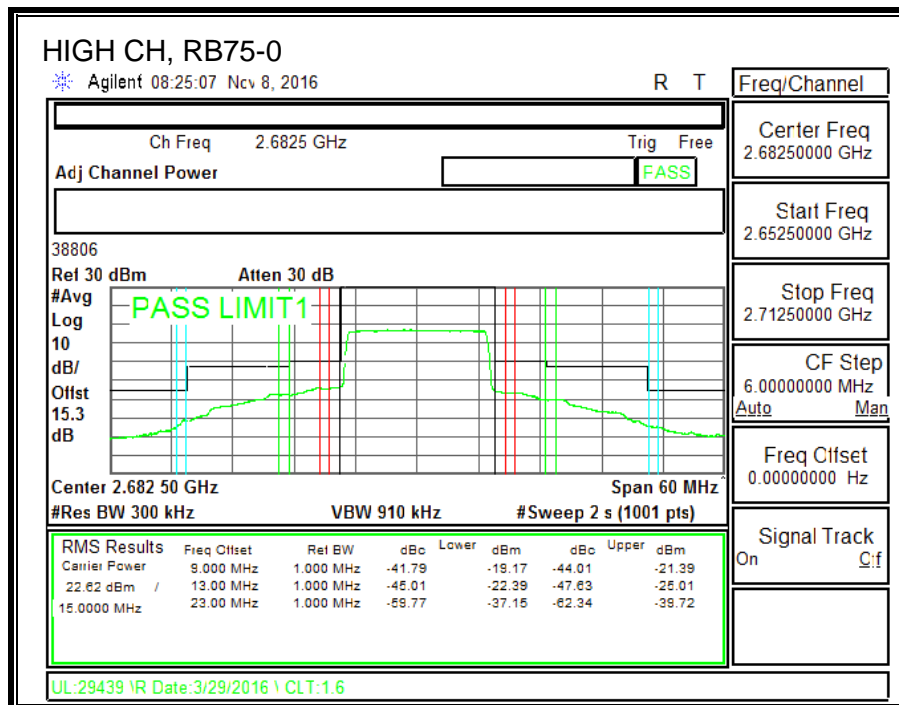 HIGH CH, RB75-0
Agilent 08:25:07 Nov 8, 2016 R T
Freq/Channel
Ch Freq 2.6825 GHz Trig Free
Adj Channel Power PASS
Center Freq
2.68250000 GHz
Start Freq
2.65250000 GHz
Stop Freq
2.71250000 GHz
CF Step
6.00000000 MHz
Auto Man
Freq Offset
0.00000000 Hz
Signal Track
On Off
38806
Ref 30 dBm Atten 30 dB
#Avg
Log
10
dB/
Offst
15.3
dB
PASS LIMIT1
Center 2.682 50 GHz Span 60 MHz
#Res BW 300 kHz VBW 910 kHz #Sweep 2 s (1001 pts)
RMS Results Freq Offset Ref BW dBc Lower dBm dBc Upper dBm
Carrier Power 9.000 MHz 1.000 MHz -41.79 -19.17 -44.01 -21.39
22.62 dBm / 13.00 MHz 1.000 MHz -45.01 -22.39 -47.63 -25.01
15.0000 MHz 23.00 MHz 1.000 MHz -59.77 -37.15 -62.34 -39.72
UL:29439 \R Date:3/29/2016 \ CLT:1.6